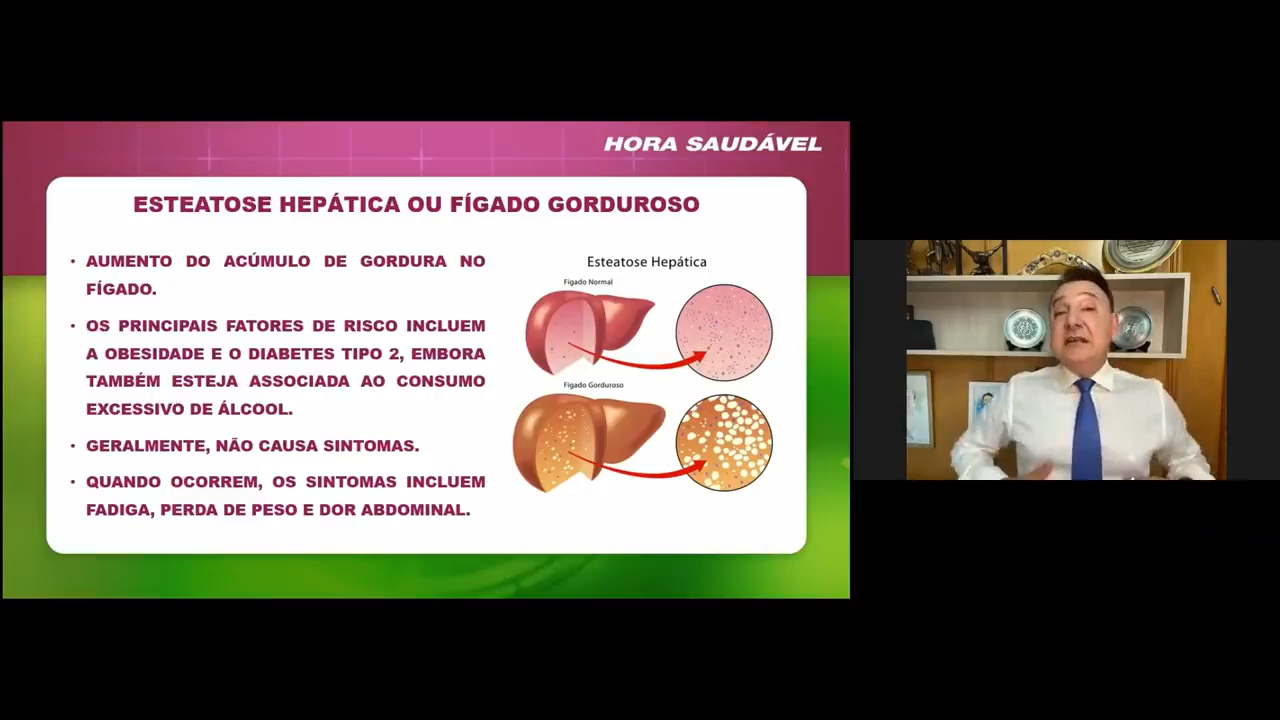 HORA SAUDÁVEL
ESTEATOSE HEPÁTICA OU FÍGADO GORDUROSO
• AUMENTO DO ACÚMULO DE GORDURA NO
FÍGADO.
• OS PRINCIPAIS FATORES DE RISCO INCLUEM
A OBESIDADE E O DIABETES TIPO 2, EMBORA
TAMBÉM ESTEJA ASSOCIADA AO CONSUMO
EXCESSIVO DE ÁLCOOL.
• GERALMENTE, NÃO CAUSA SINTOMAS.
• QUANDO OCORREM, OS SINTOMAS INCLUEM
FADIGA, PERDA DE PESO E DOR ABDOMINAL.
Esteatose Hepática
Fígado Normal
Fígado Gorduroso